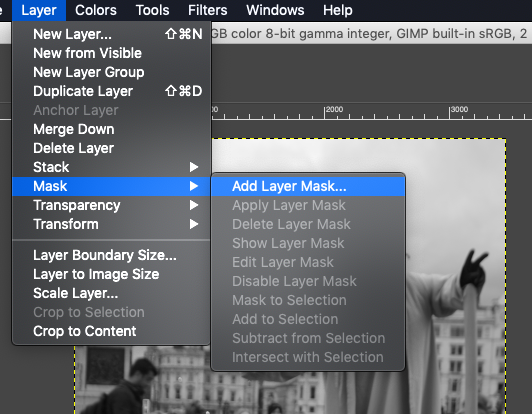 Layer Colors Tools Filters Windows Help
GB color 8-bit gamma integer, GIMP built-in sRGB, 2
New Layer... ⇧⌘N
New from Visible
New Layer Group
Duplicate Layer ⇧⌘D
Anchor Layer
Merge Down
Delete Layer
Stack
Mask
Transparency
Transform
Layer Boundary Size...
Layer to Image Size
Scale Layer...
Crop to Selection
Crop to Content
2000
3000
Add Layer Mask...
Apply Layer Mask
Delete Layer Mask
Show Layer Mask
Edit Layer Mask
Disable Layer Mask
Mask to Selection
Add to Selection
Subtract from Selection
Intersect with Selection